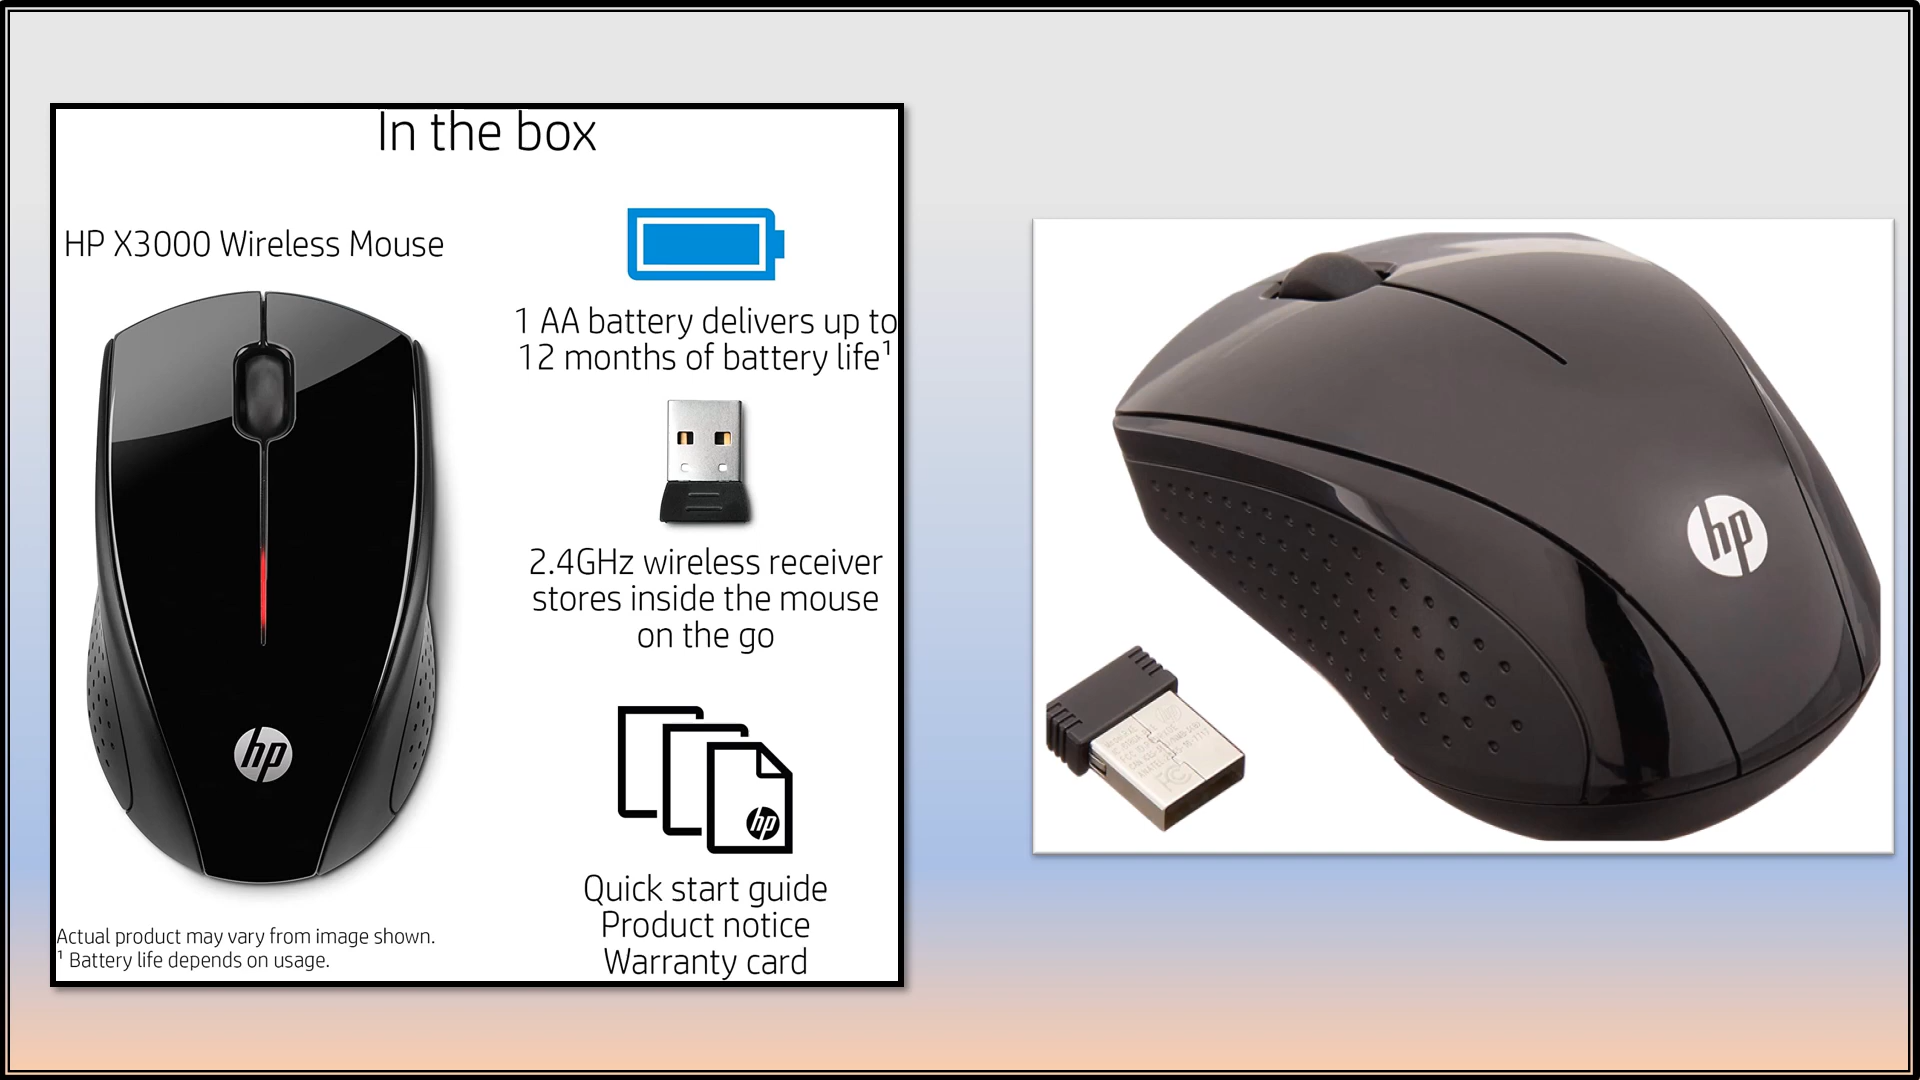 In the box
HP X3000 Wireless Mouse
1 AA battery delivers up to
12 months of battery life¹
2.4GHz wireless receiver
stores inside the mouse
on the go
hp
hp
Quick start guide
Product notice
Warranty card
Actual product may vary from image shown.
¹ Battery life depends on usage.
hp